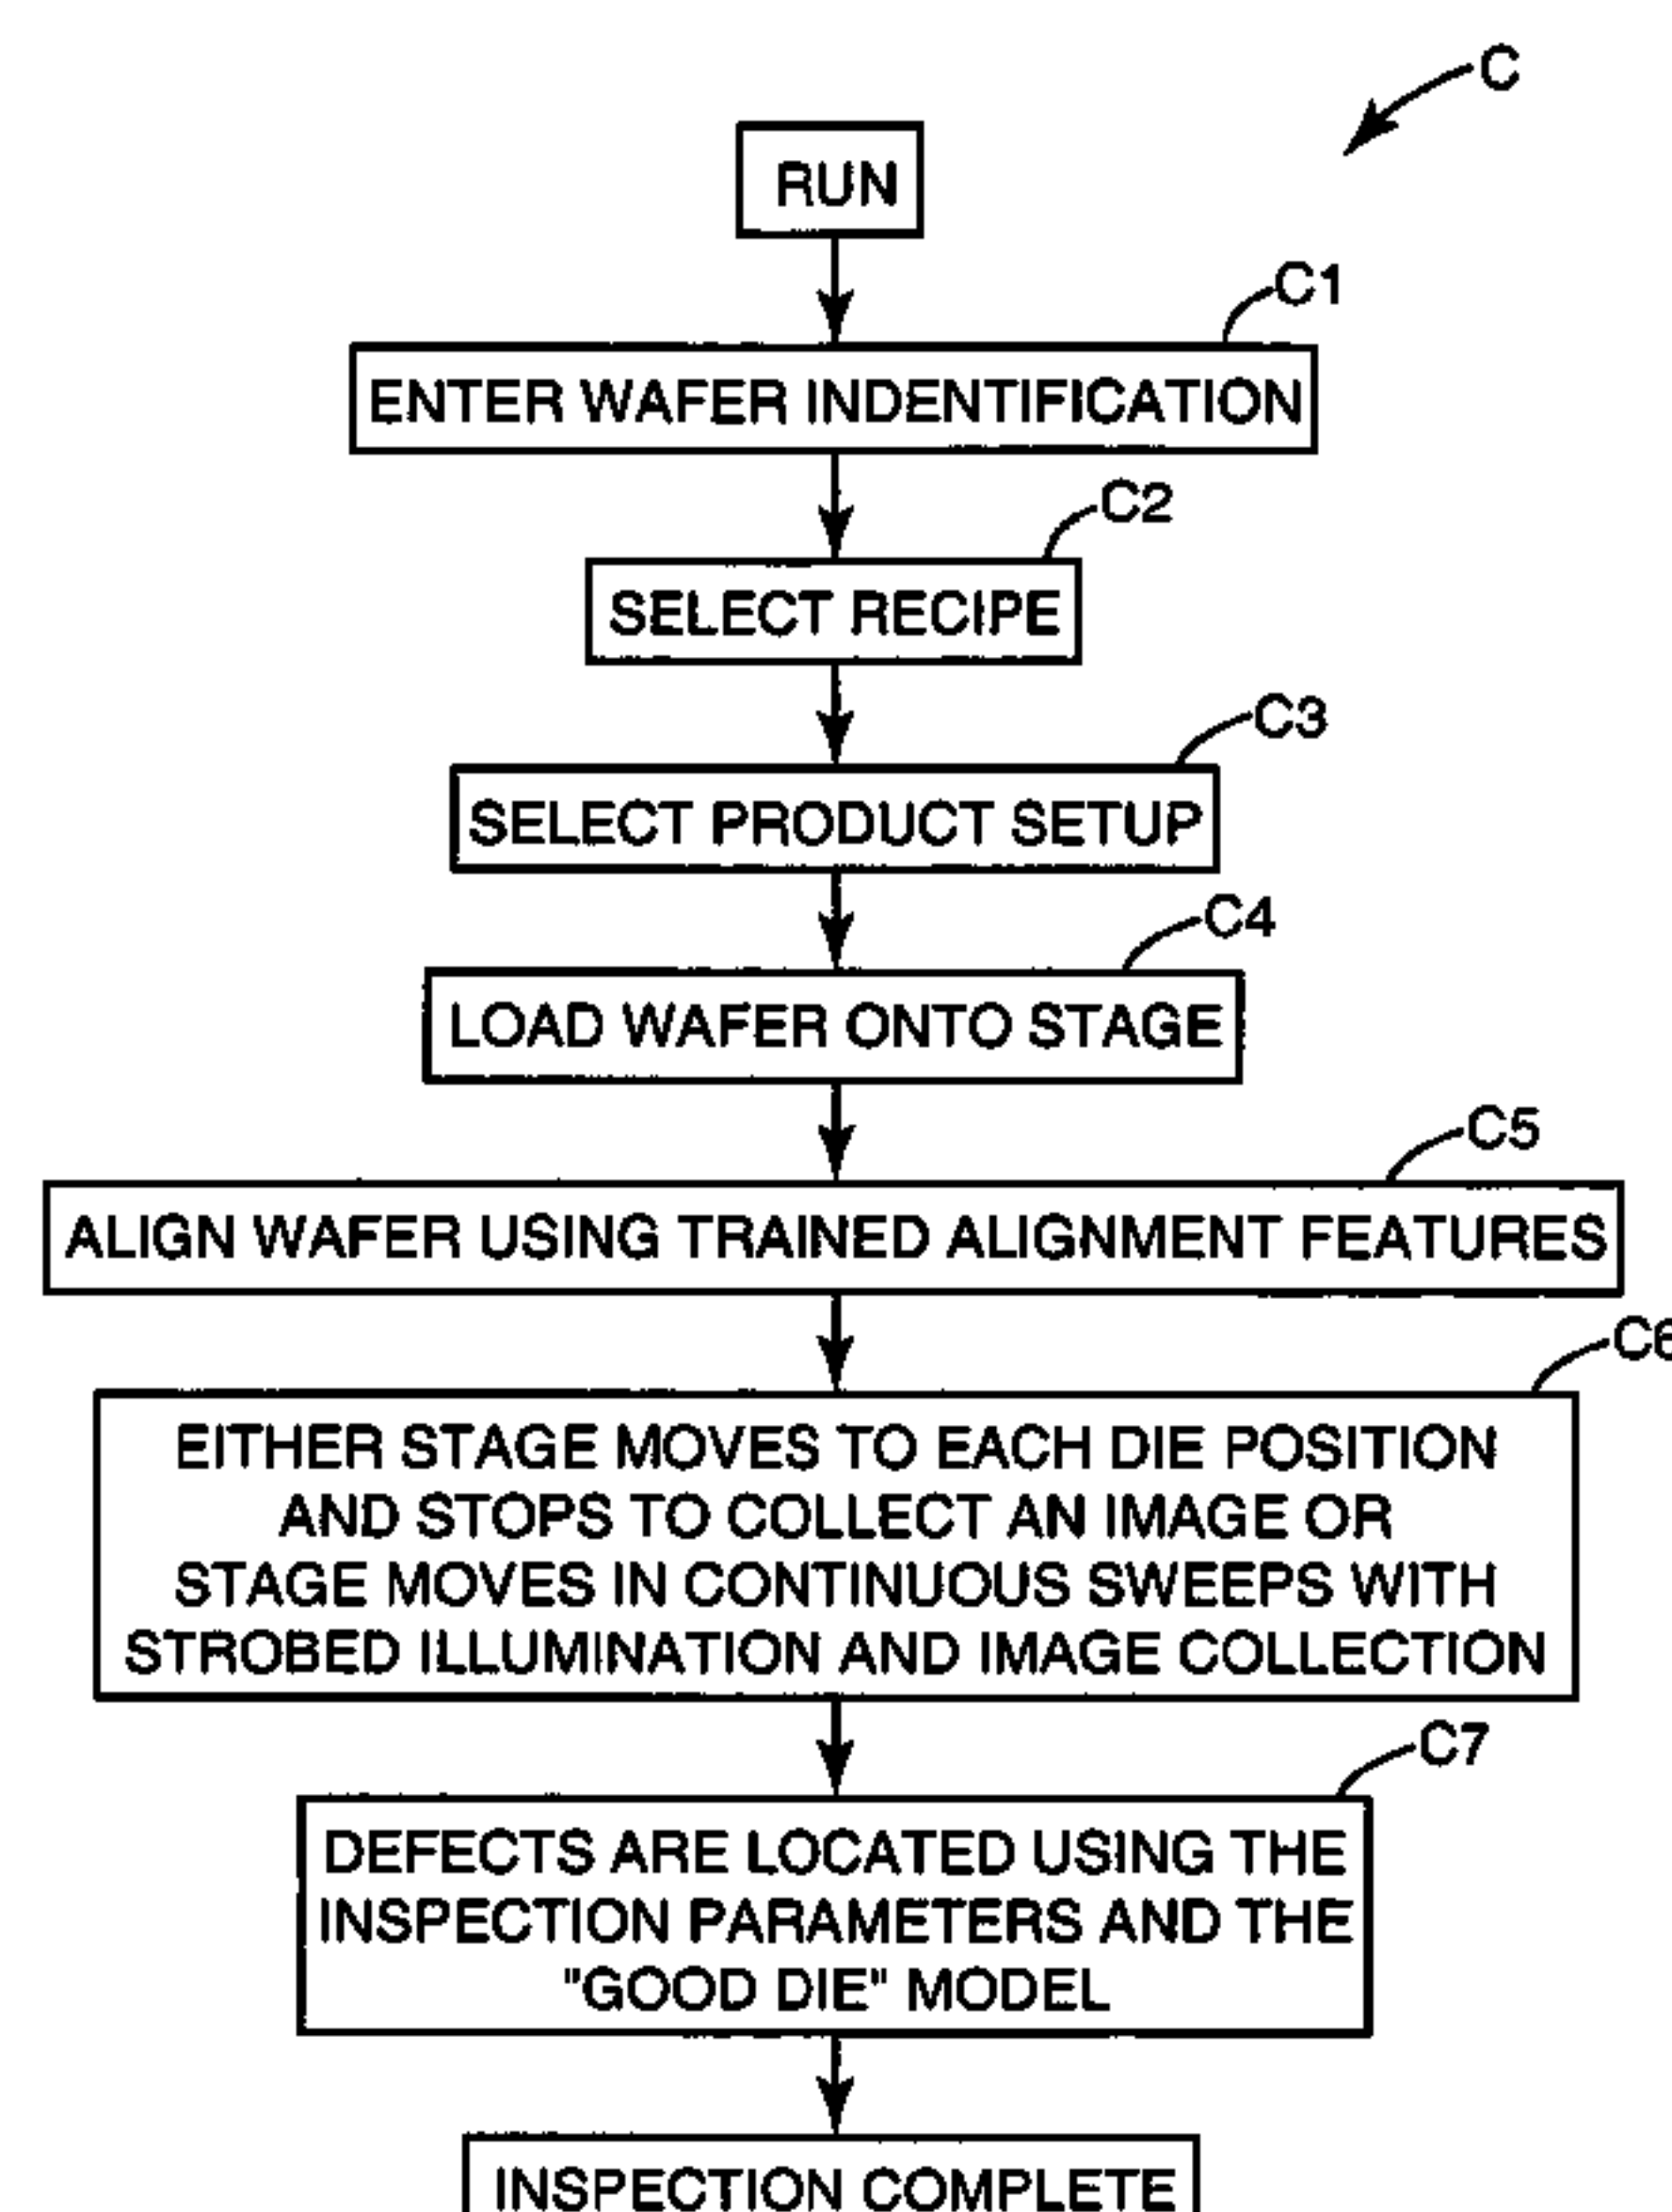 C
RUN
C1
ENTER WAFER INDENTIFICATION
C2
SELECT RECIPE
C3
SELECT PRODUCT SETUP
C4
LOAD WAFER ONTO STAGE
C5
ALIGN WAFER USING TRAINED ALIGNMENT FEATURES
C6
EITHER STAGE MOVES TO EACH DIE POSITION
AND STOPS TO COLLECT AN IMAGE OR
STAGE MOVES IN CONTINUOUS SWEEPS WITH
STROBED ILLUMINATION AND IMAGE COLLECTION
C7
DEFECTS ARE LOCATED USING THE
INSPECTION PARAMETERS AND THE
"GOOD DIE" MODEL
INSPECTION COMPLETE